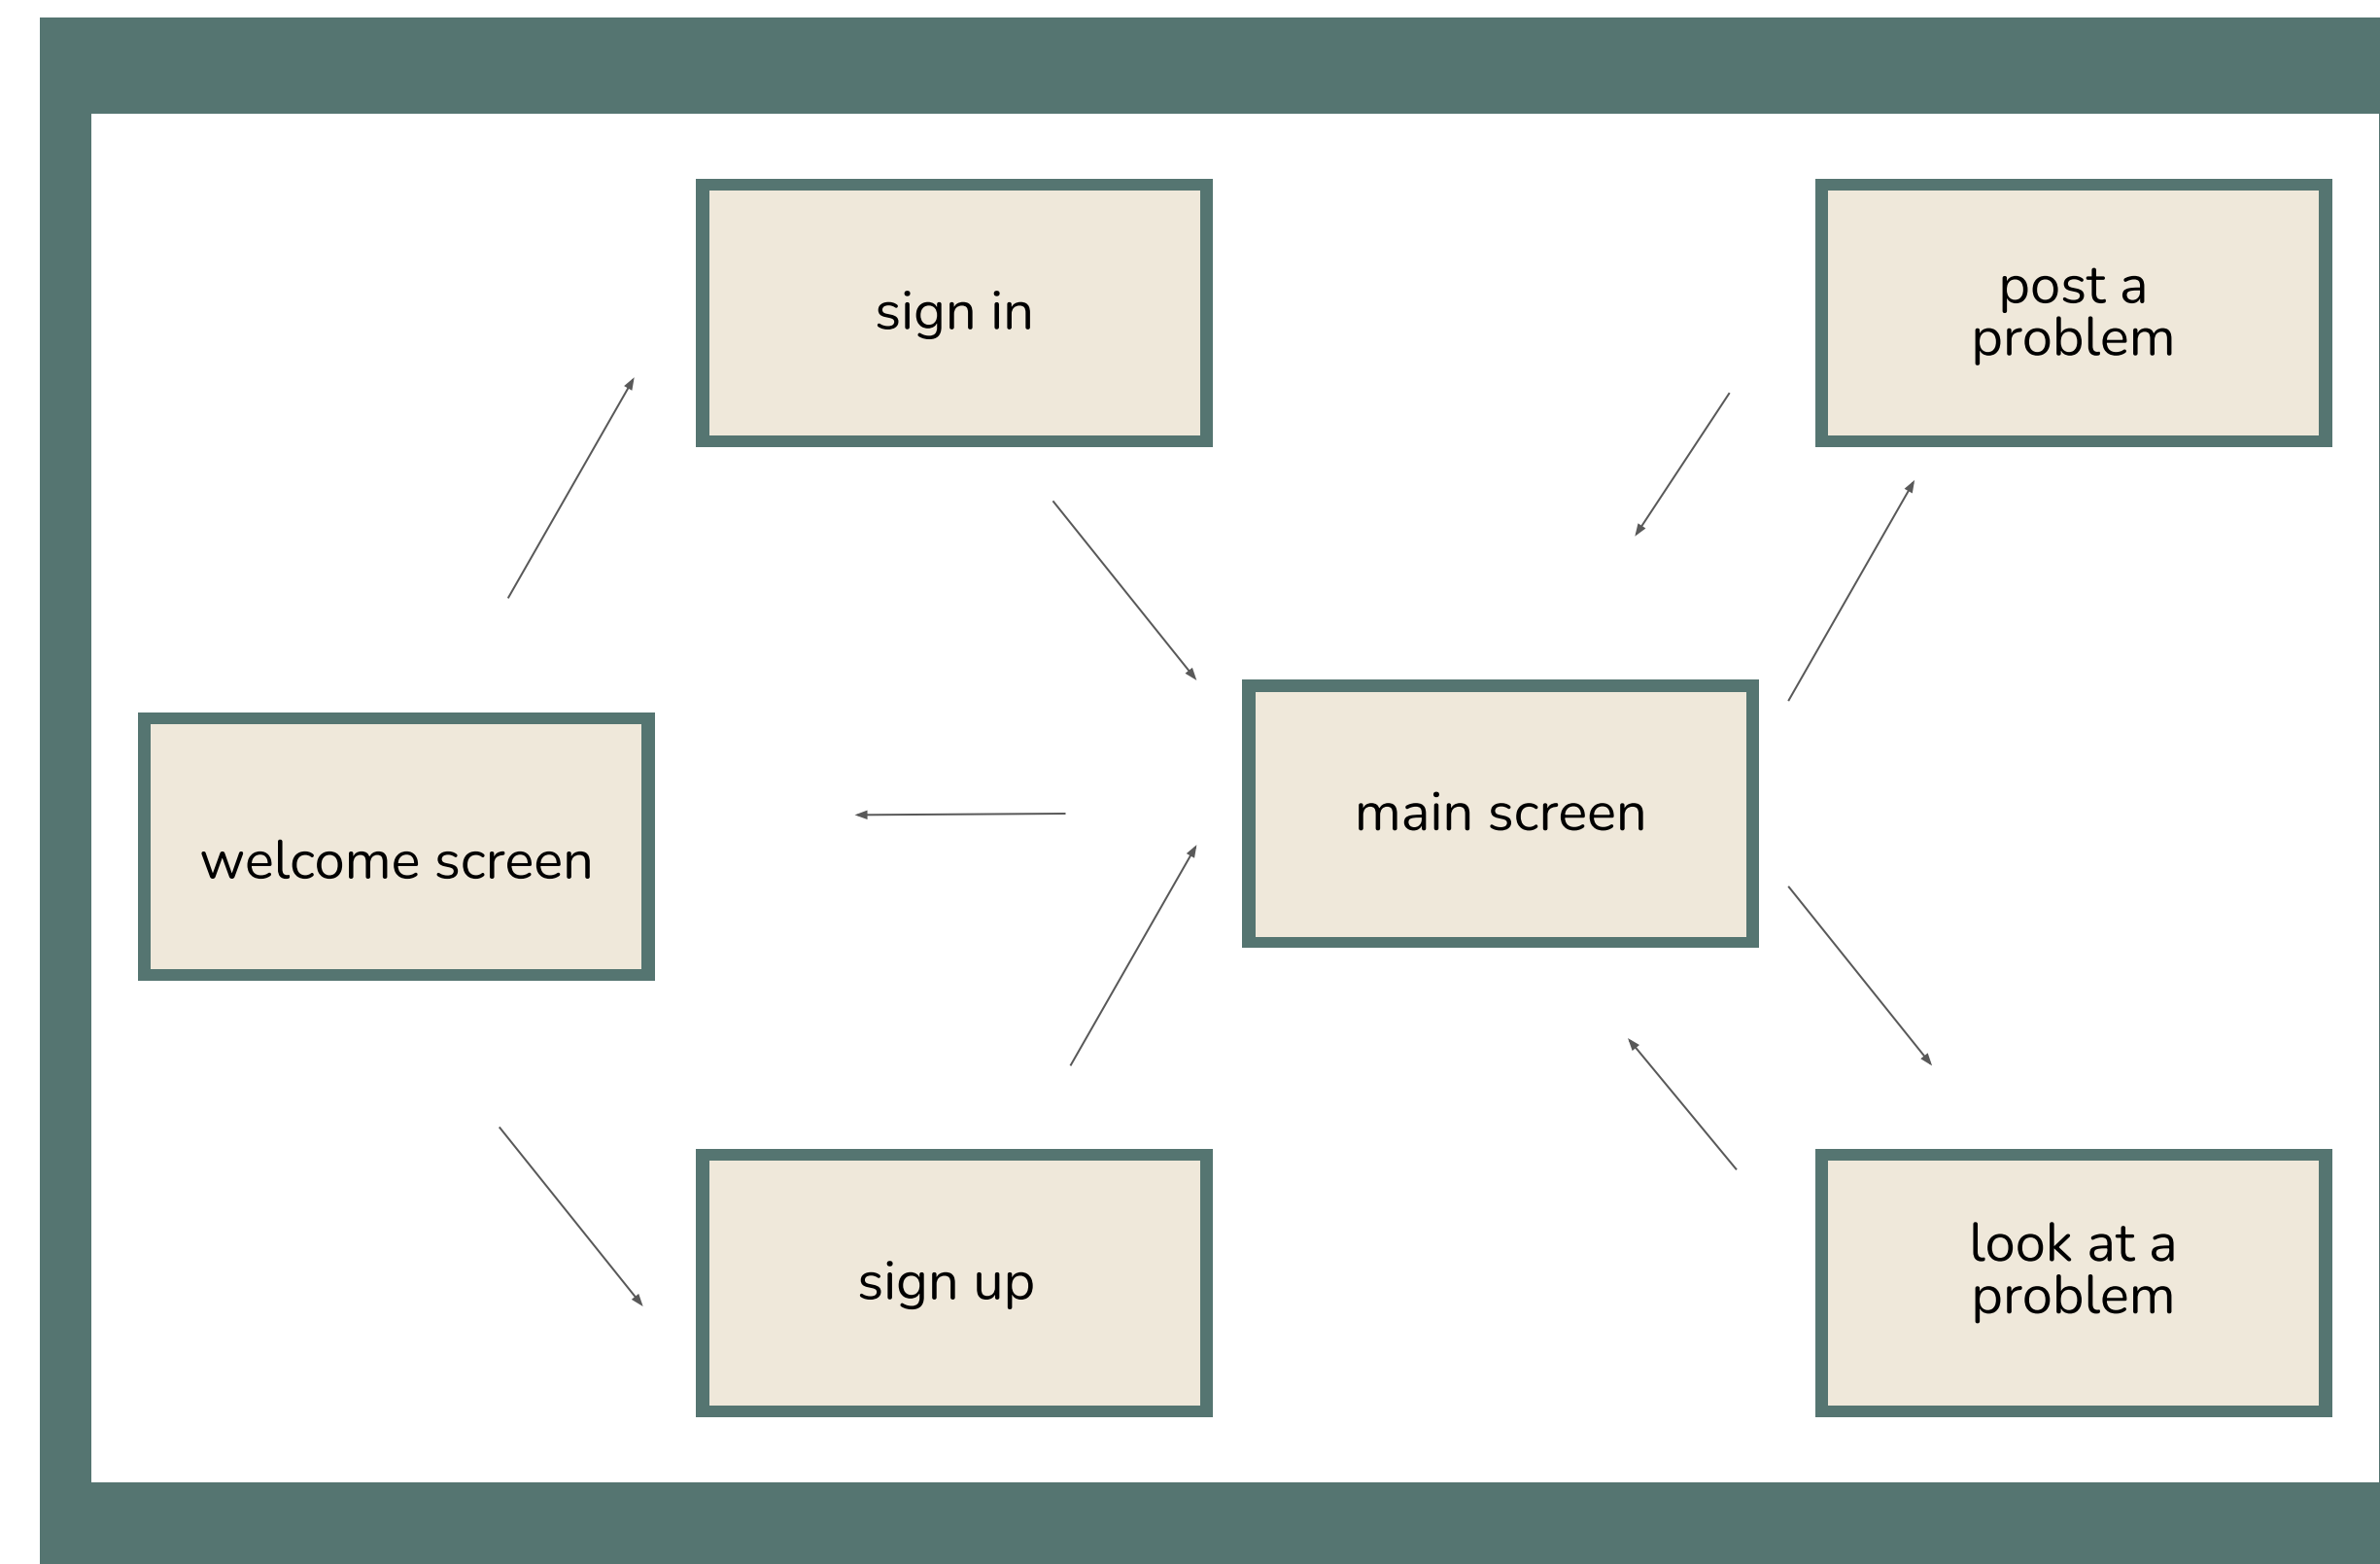 sign in
post a
problem
welcome screen
main screen
sign up
look at a
problem